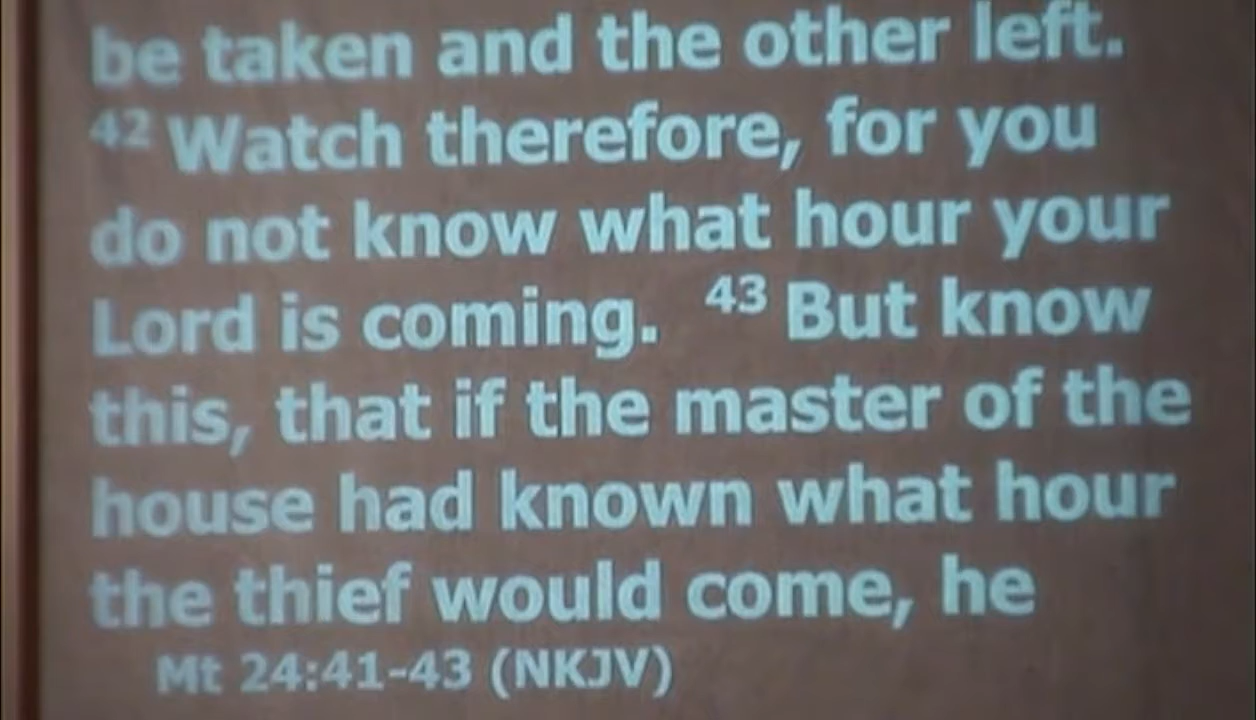 be taken and the other left.
42 Watch therefore, for you
do not know what hour your
Lord is coming. 43 But know
this, that if the master of the
house had known what hour
the thief would come, he
Mt 24:41-43 (NKJV)